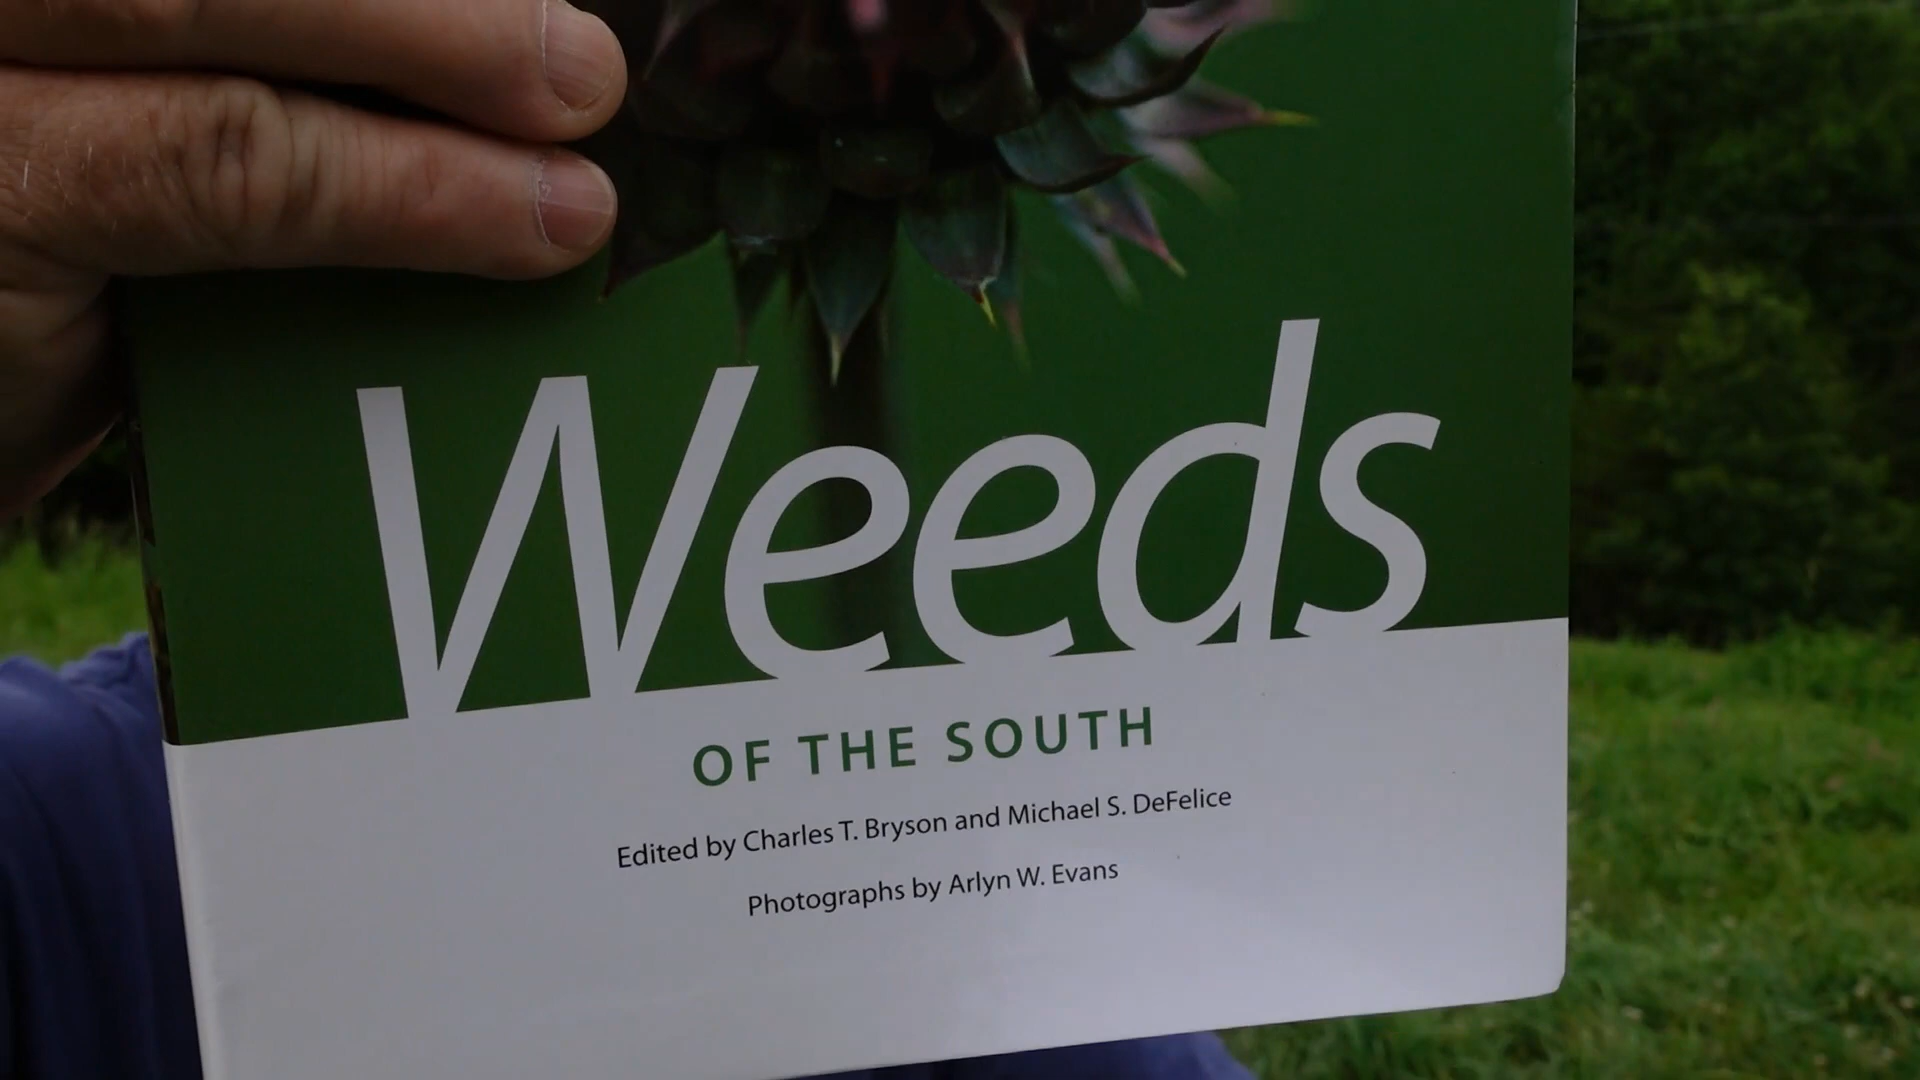 Weeds
OF THE SOUTH
Edited by Charles T. Bryson and Michael S. DeFelice
Photographs by Arlyn W. Evans